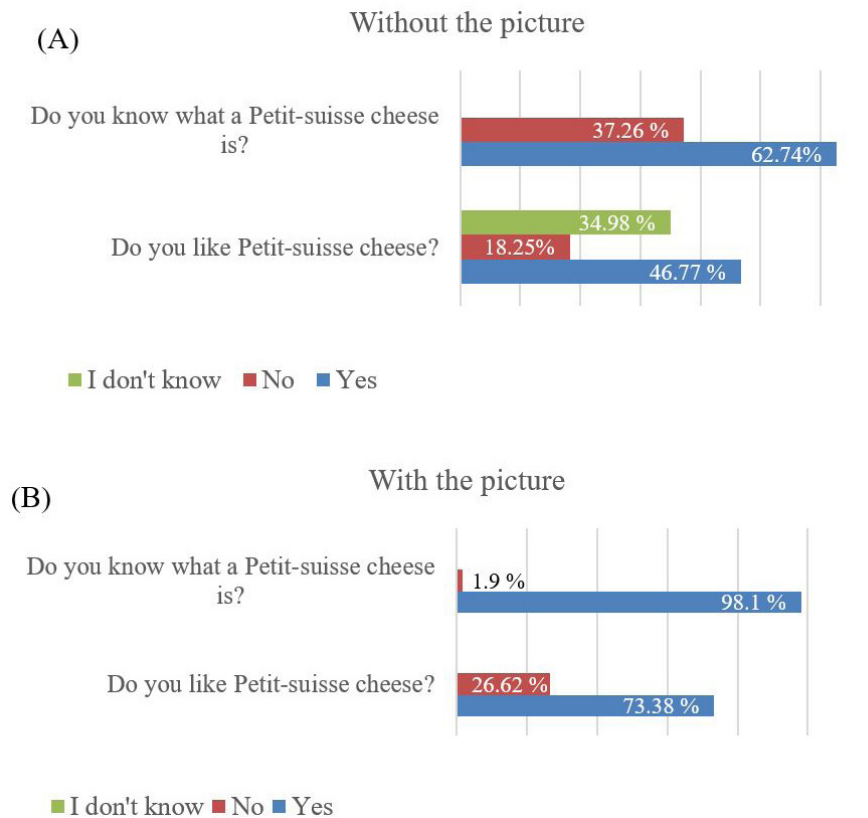 (A)
Without the picture
Do you know what a Petit-suisse cheese
is?
37.26 %
62.74%
Do you like Petit-suisse cheese?
34.98 %
18.25%
46.77 %
I don't know No Yes
(B)
With the picture
Do you know what a Petit-suisse cheese
is?
1.9 %
98.1 %
Do you like Petit-suisse cheese?
26.62 %
73.38 %
I don't know No Yes